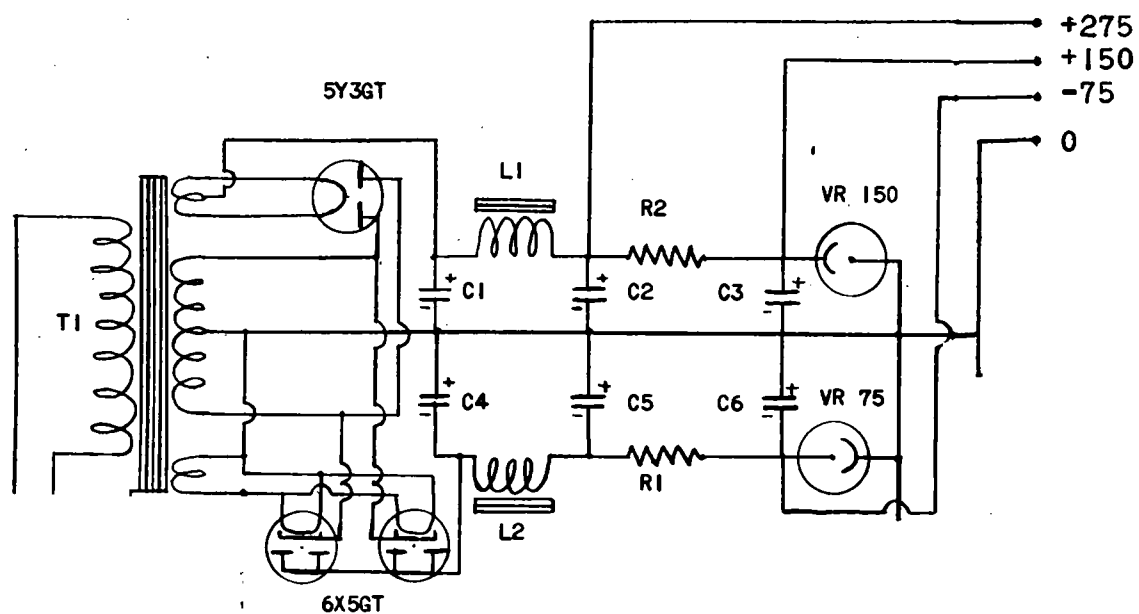 +275
+150
-75
0
5Y3GT
L1
R2
VR 150
T1
+
C1
-
+
C2
-
C3
+
-
+
C4
-
+
C5
-
C6
+
-
VR 75
R1
L2
6X5GT